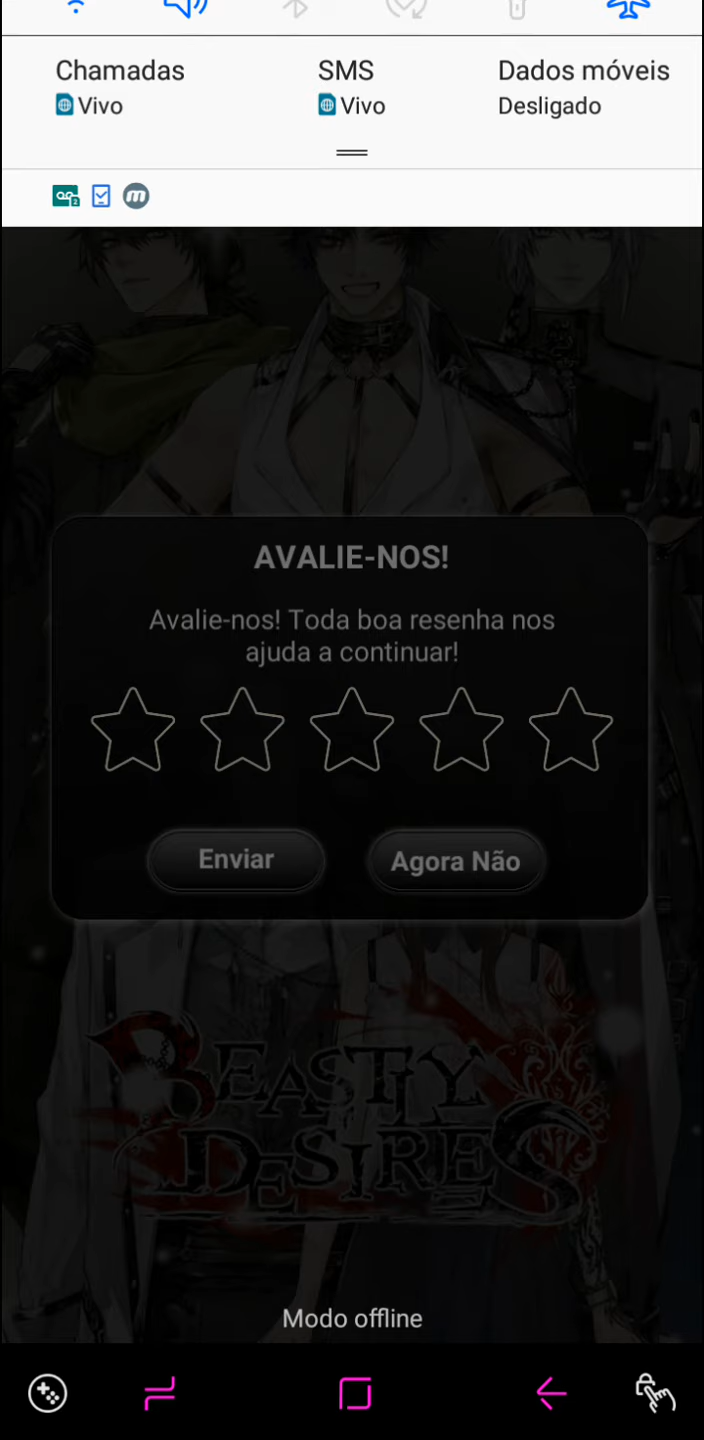 Chamadas SMS Dados móveis
Vivo Vivo Desligado
AVALIE-NOS!
Avalie-nos! Toda boa resenha nos
ajuda a continuar!
Enviar Agora Não
BEASTLY
DESIRES
Modo offline